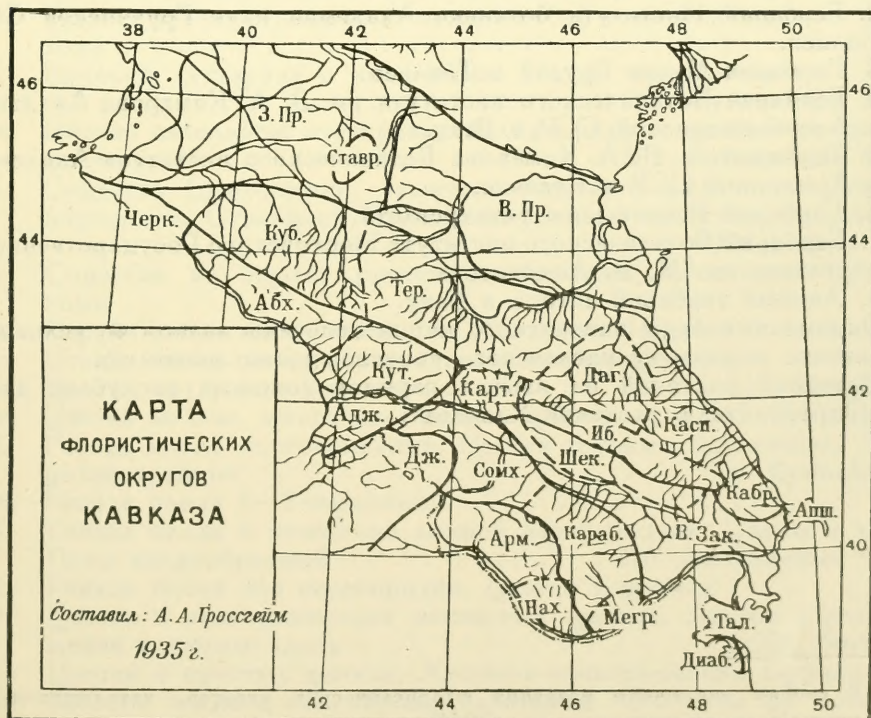 38 40 42 44 46 48 50
46 46
З. Пр.
Ставр.
В. Пр.
Черк.
Куб.
44 44
Тер.
Абх.
Кут.
Карт.
Даг.
42
Адж.
Касп.
Иб.
Дж.
Сомх.
Шек.
Кабр.
Апш.
Арм.
Караб.
В. Зак.
40
Нах.
Мегр.
Тал.
Диаб.
КАРТА
ФЛОРИСТИЧЕСКИХ
ОКРУГОВ
КАВКАЗА
Составил: А. А. Гроссгейм
1935 г.
42 44 46 48 50